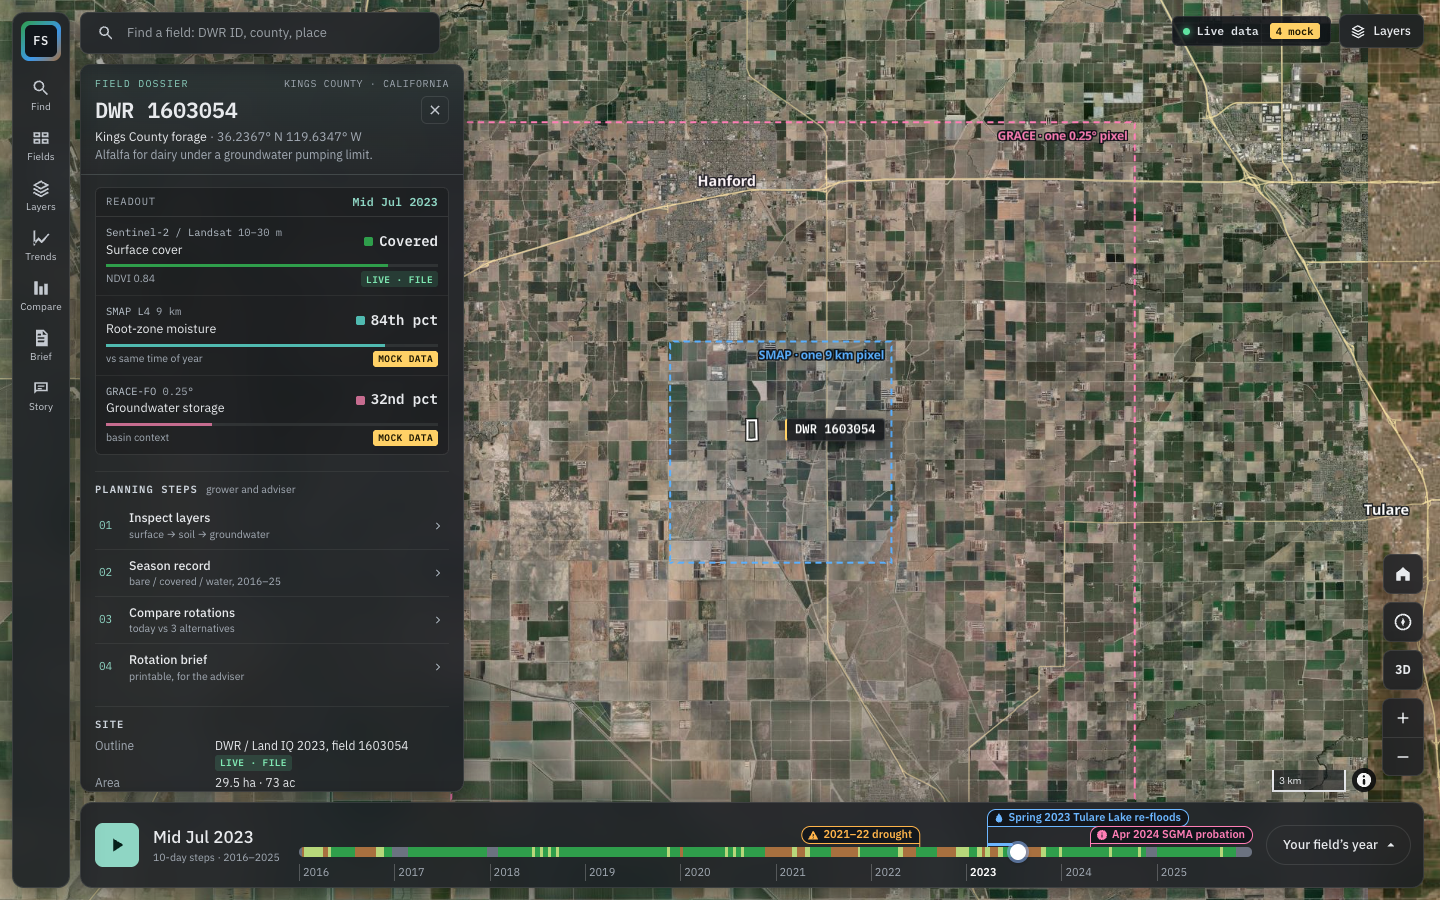 FS
Find
Fields
Layers
Trends
Compare
Brief
Story
Find a field: DWR ID, county, place
Live data 4 mock
Layers
FIELD DOSSIER
KINGS COUNTY · CALIFORNIA
DWR 1603054
Kings County forage · 36.2367° N 119.6347° W
Alfalfa for dairy under a groundwater pumping limit.
READOUT
Mid Jul 2023
Sentinel-2 / Landsat 10–30 m
Surface cover
Covered
NDVI 0.84
LIVE · FILE
SMAP L4 9 km
Root-zone moisture
84th pct
vs same time of year
MOCK DATA
GRACE-FO 0.25°
Groundwater storage
32nd pct
basin context
MOCK DATA
PLANNING STEPS grower and adviser
01
Inspect layers
surface → soil → groundwater
02
Season record
bare / covered / water, 2016–25
03
Compare rotations
today vs 3 alternatives
04
Rotation brief
printable, for the adviser
SITE
Outline
DWR / Land IQ 2023, field 1603054
LIVE · FILE
Area
29.5 ha · 73 ac
GRACE · one 0.25° pixel
Hanford
SMAP · one 9 km pixel
DWR 1603054
Tulare
3D
3 km
Mid Jul 2023
10-day steps · 2016–2025
2021–22 drought
Spring 2023 Tulare Lake re-floods
Apr 2024 SGMA probation
2016
2017
2018
2019
2020
2021
2022
2023
2024
2025
Your field's year